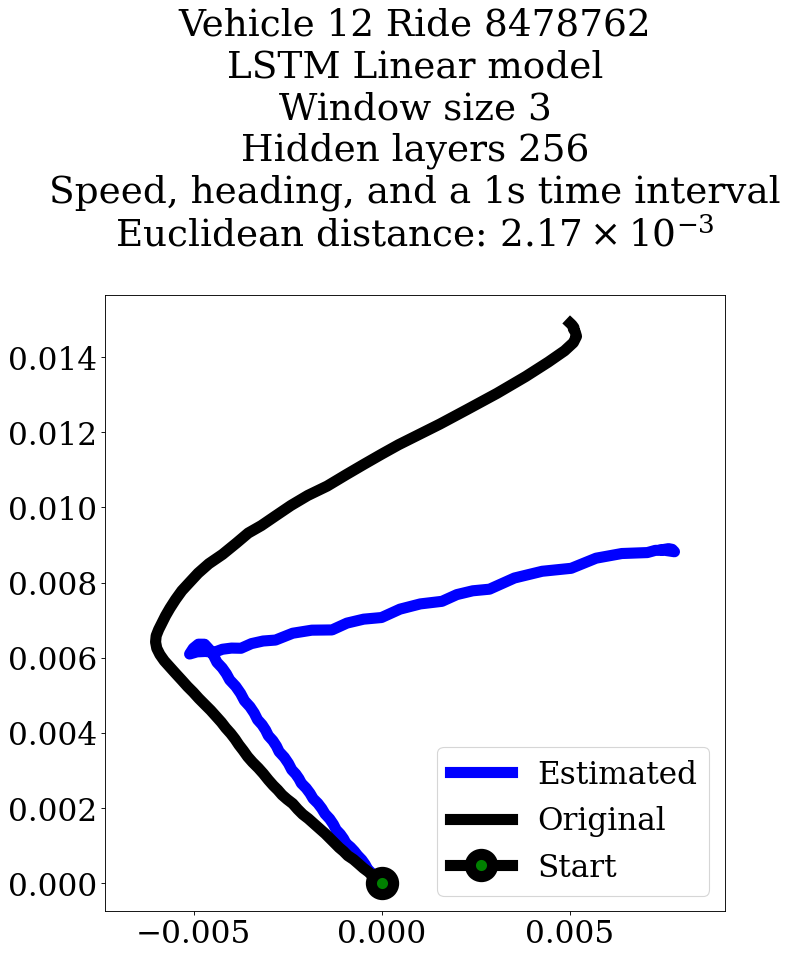 Vehicle 12 Ride 8478762
LSTM Linear model
Window size 3
Hidden layers 256
Speed, heading, and a 1s time interval
Euclidean distance: 2.17 × 10⁻³
0.014
0.012
0.010
0.008
0.006
0.004
0.002
0.000
−0.005
0.000
0.005
Estimated
Original
Start